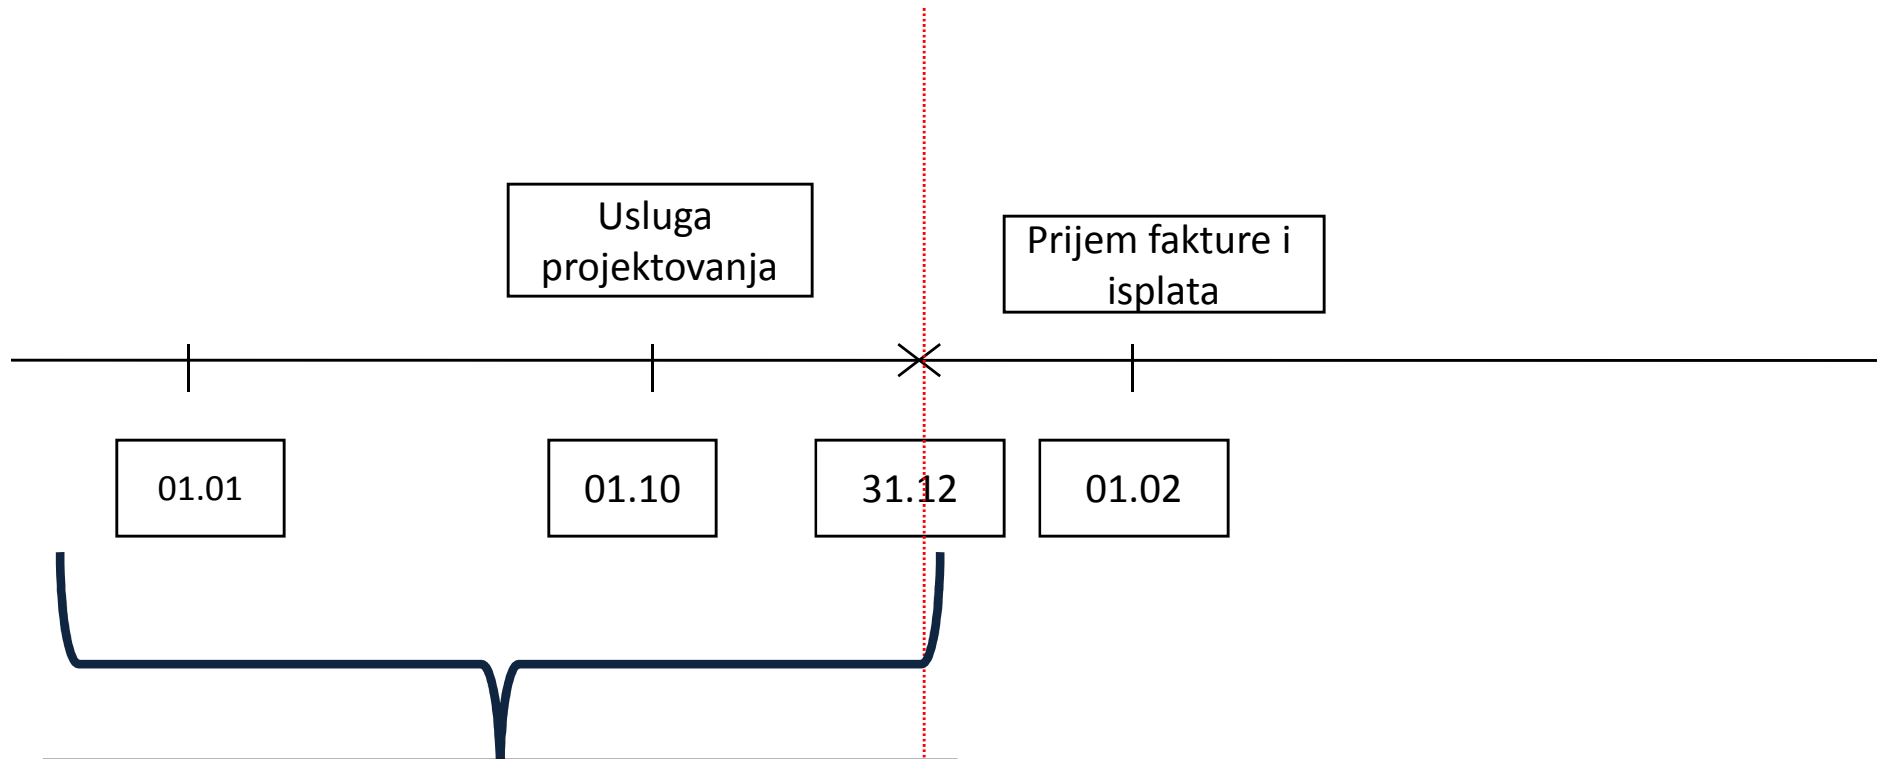 Usluga
projektovanja
Prijem fakture i
isplata
01.01
01.10
31.12
01.02